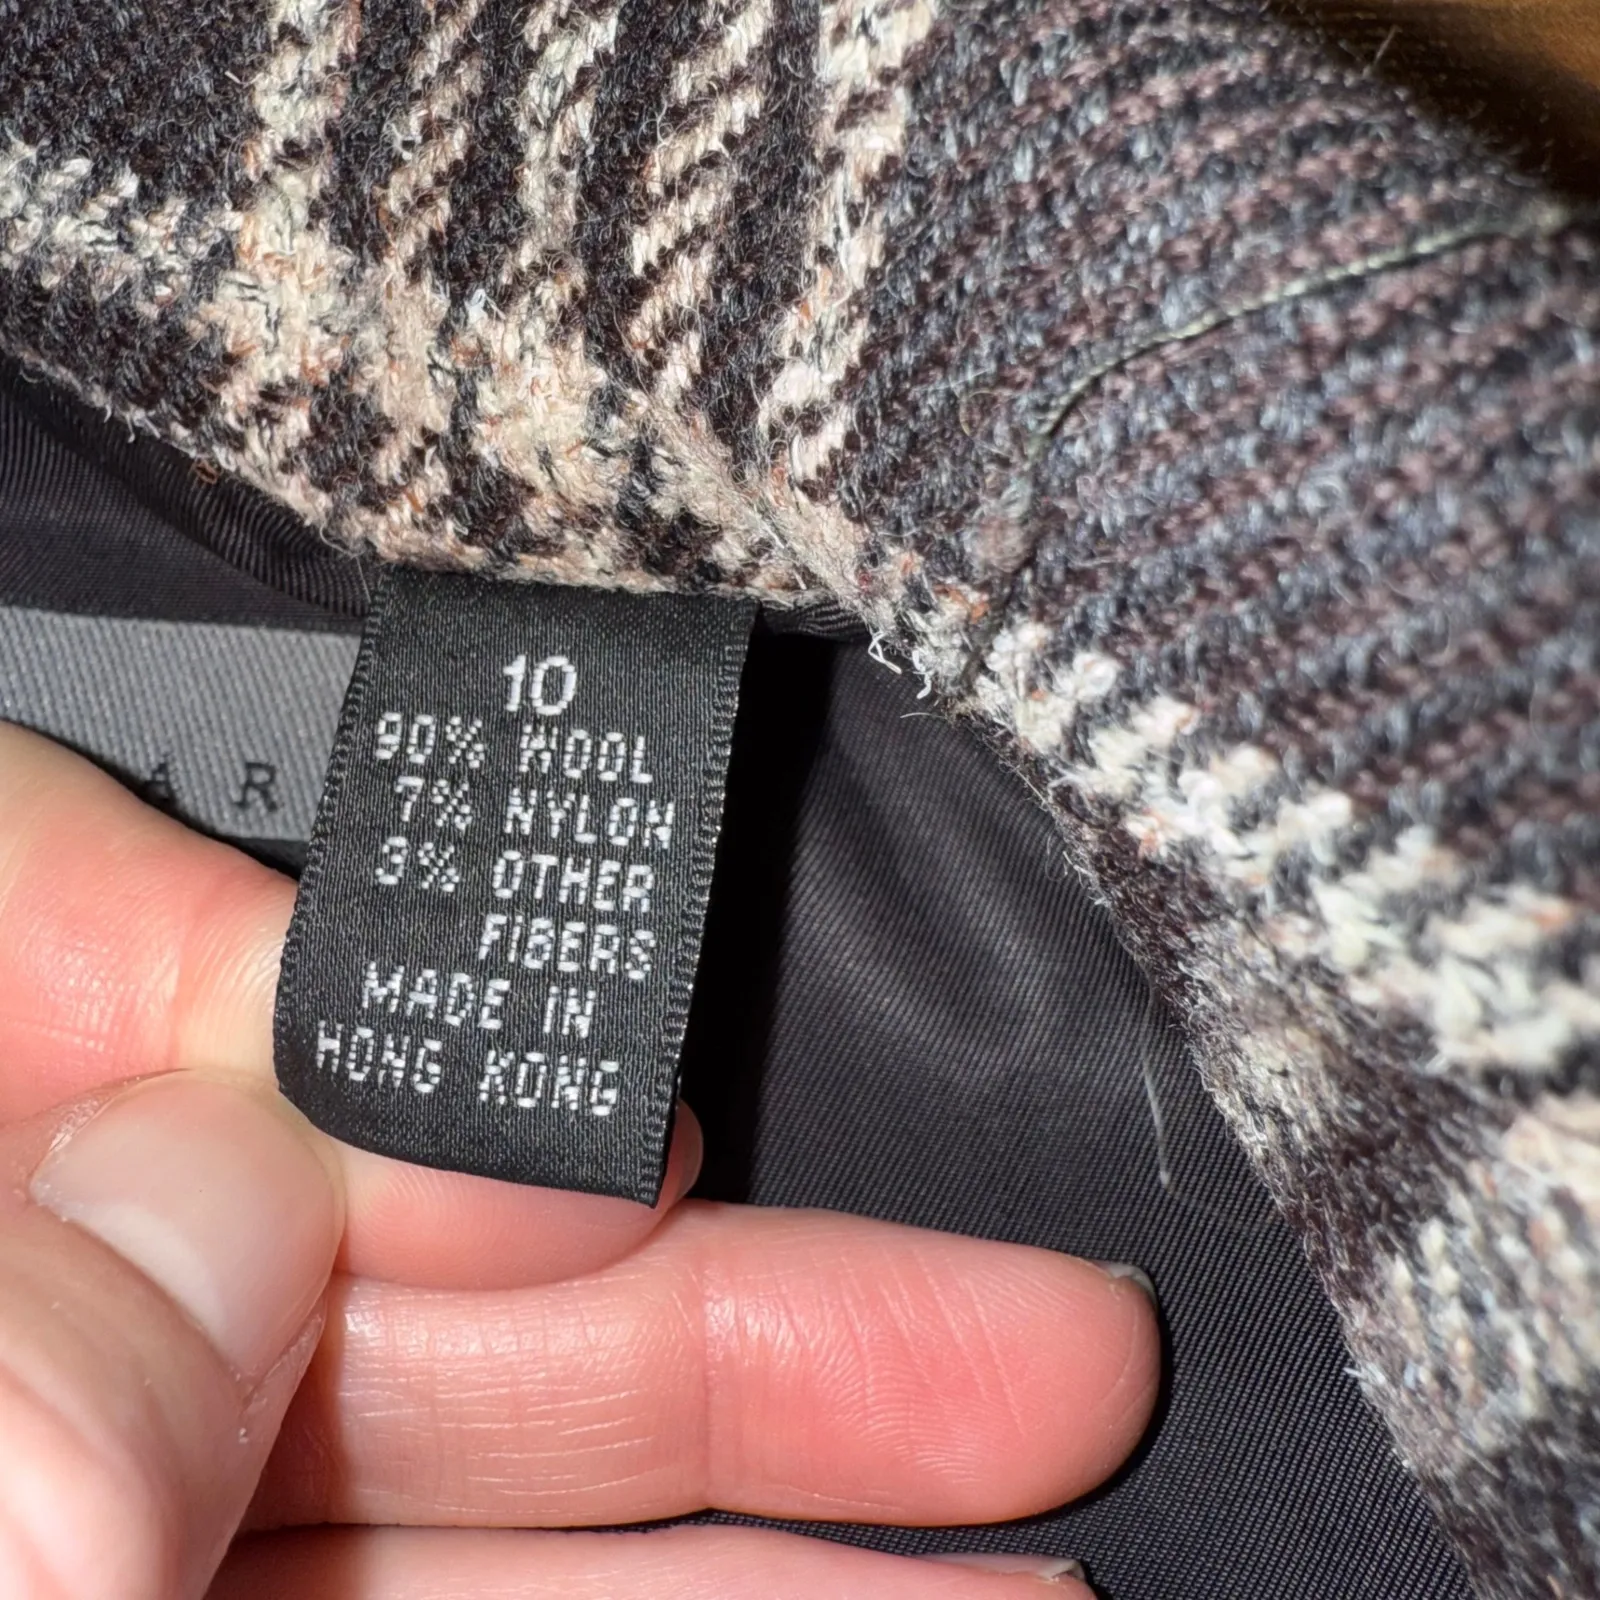 10
90% WOOL
7% NYLON
3% OTHER
FIBERS
MADE IN
HONG KONG
A R